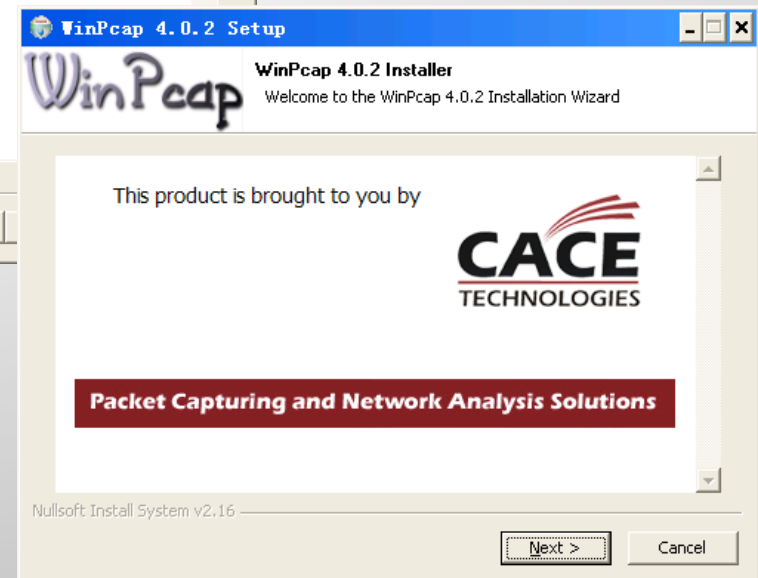 WinPcap 4.0.2 Setup
WinPcap
WinPcap 4.0.2 Installer
Welcome to the WinPcap 4.0.2 Installation Wizard
This product is brought to you by
CACE
TECHNOLOGIES
Packet Capturing and Network Analysis Solutions
Nullsoft Install System v2.16
Next >
Cancel